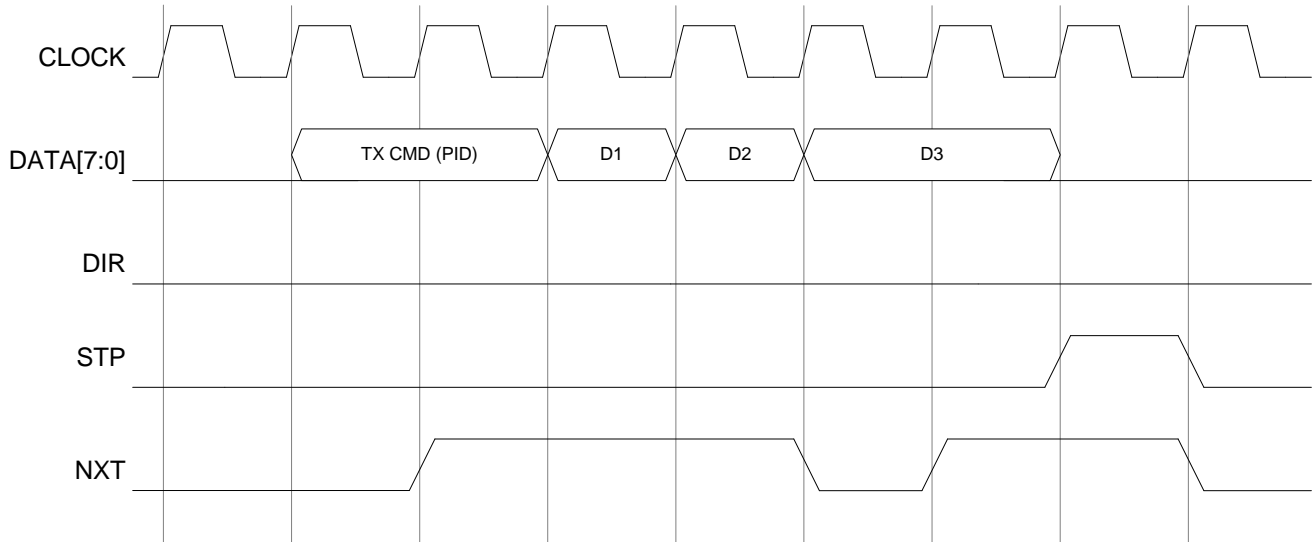 CLOCK
DATA[7:0]
TX CMD (PID)
D1
D2
D3
DIR
STP
NXT